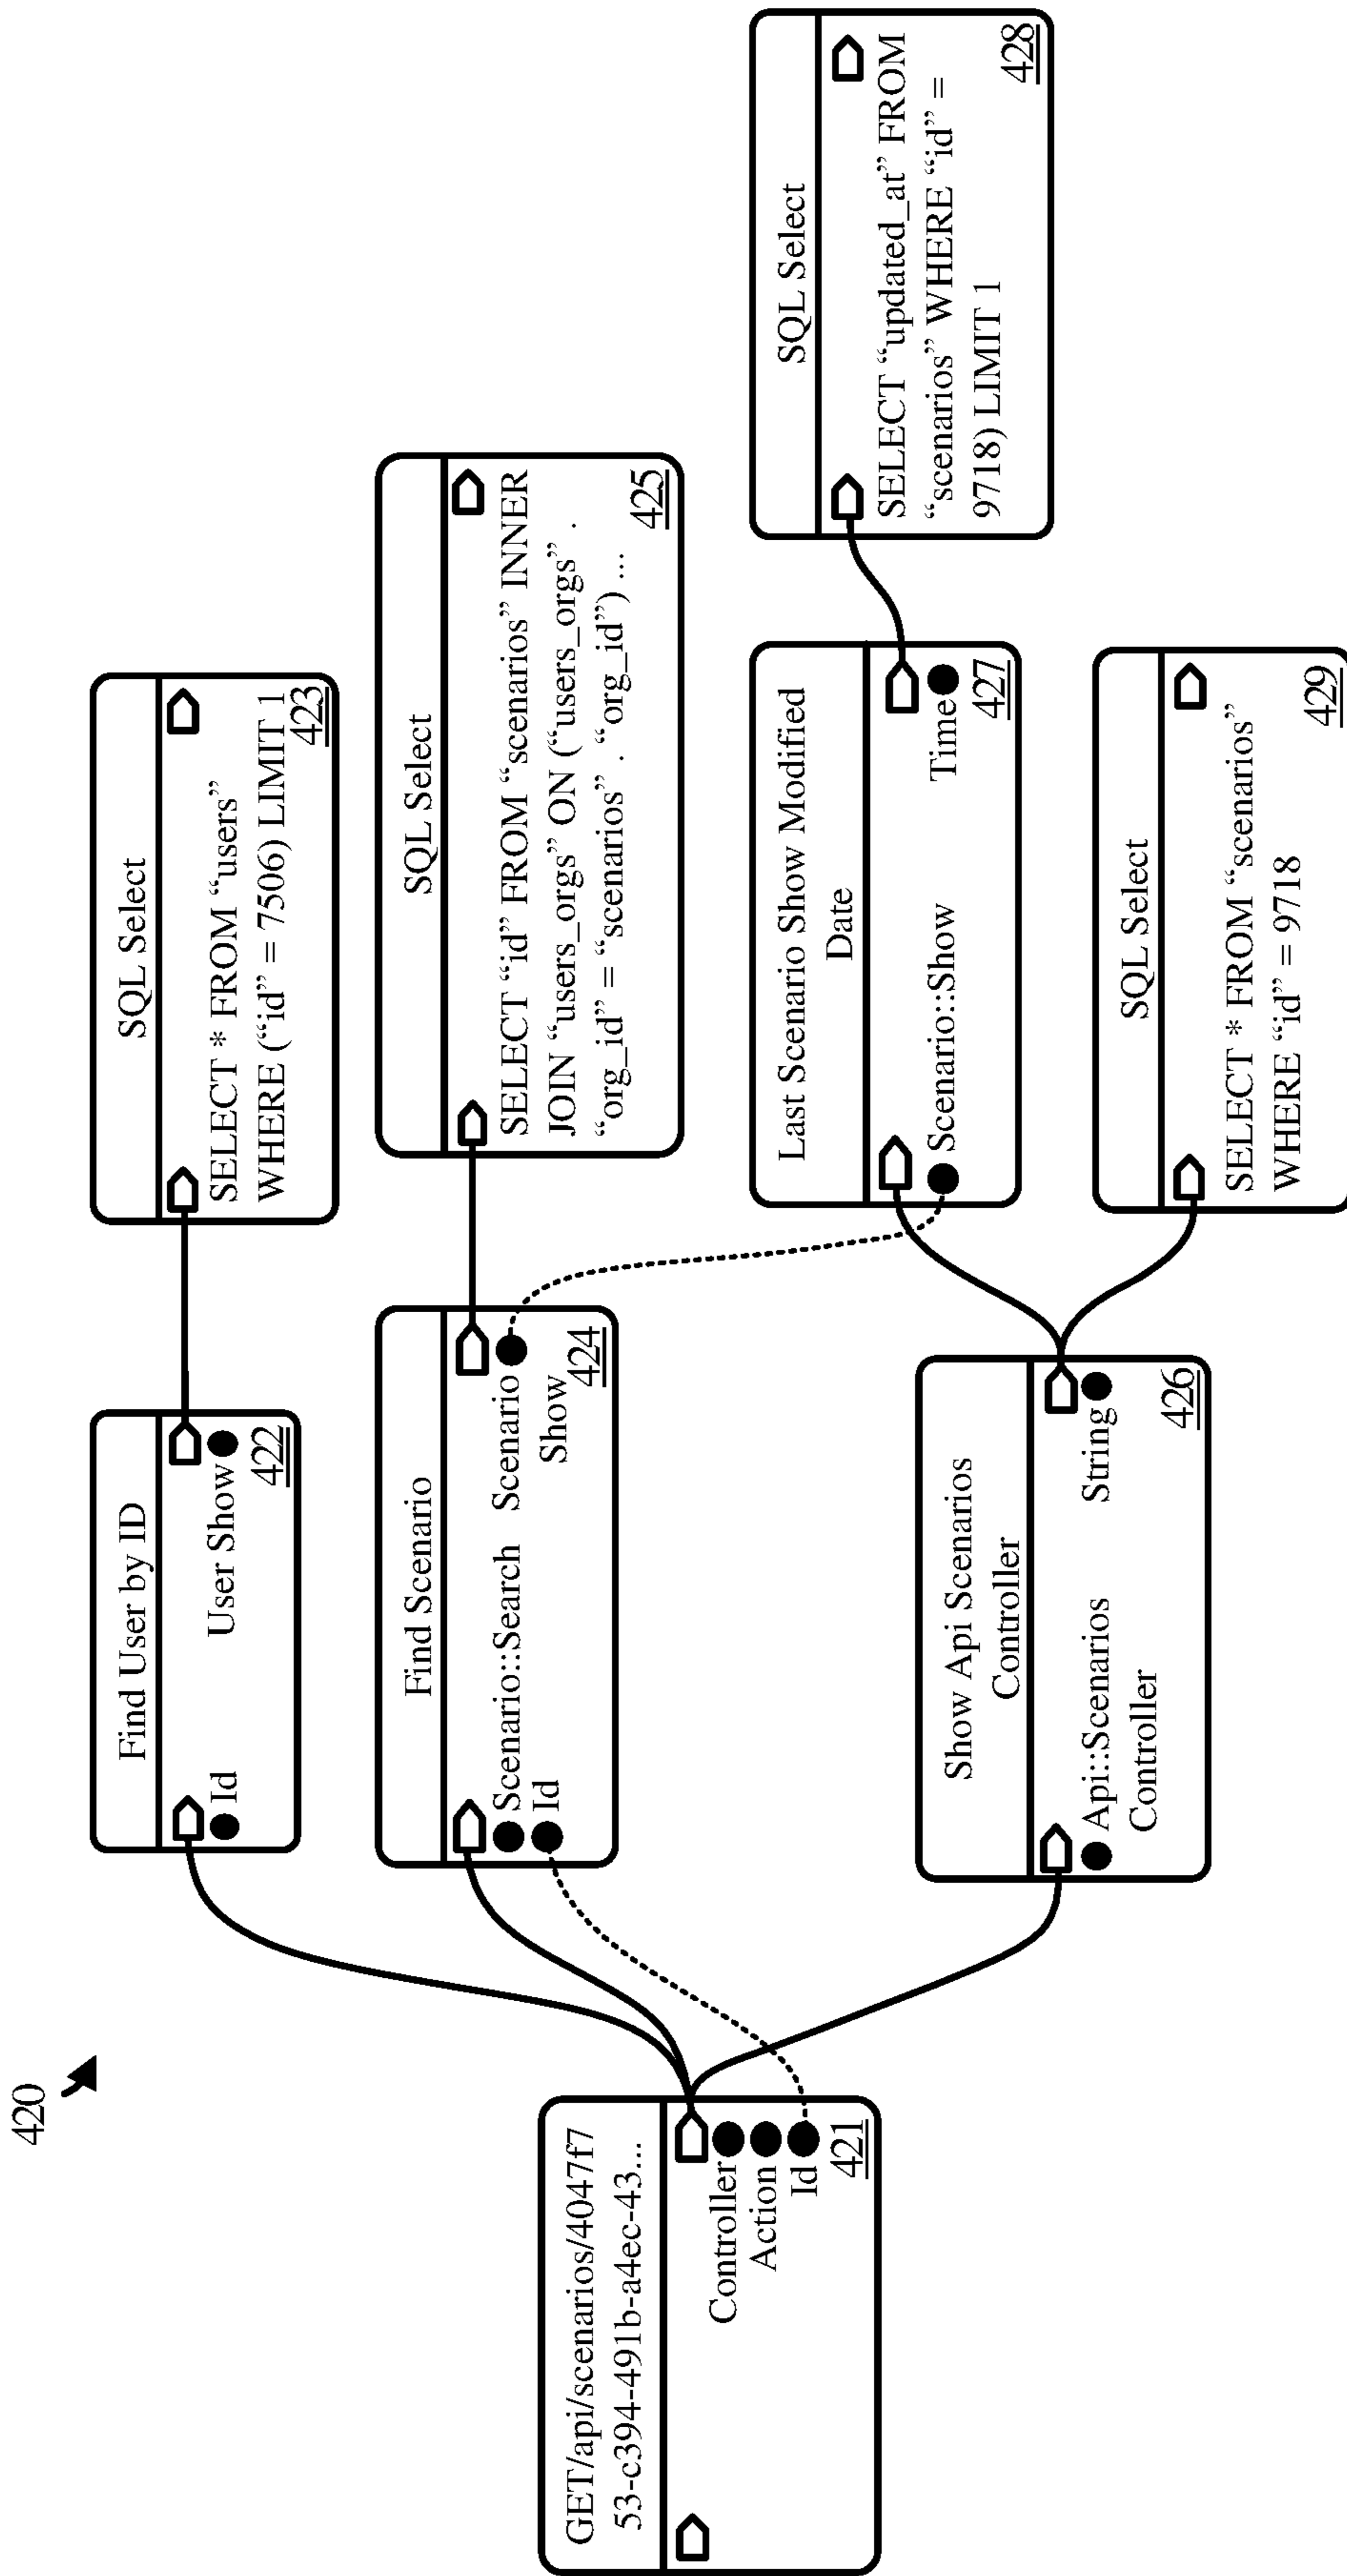 420
GET/api/scenarios/4047f7
53-c394-491b-a4ec-43...
Controller
Action
Id
421
Find User by ID
Id
User Show
422
SQL Select
SELECT * FROM “users”
WHERE (“id” = 7506) LIMIT 1
423
Find Scenario
Scenario::Search Scenario
Id
Show
424
SQL Select
SELECT “id” FROM “scenarios” INNER
JOIN “users_orgs” ON (“users_orgs” .
“org_id” = “scenarios” . “org_id”) ...
425
Show Api Scenarios
Controller
Api::Scenarios
Controller
String
426
Last Scenario Show Modified
Date
Scenario::Show
Time
427
SQL Select
SELECT “updated_at” FROM
“scenarios” WHERE “id” =
9718) LIMIT 1
428
SQL Select
SELECT * FROM “scenarios”
WHERE “id” = 9718
429